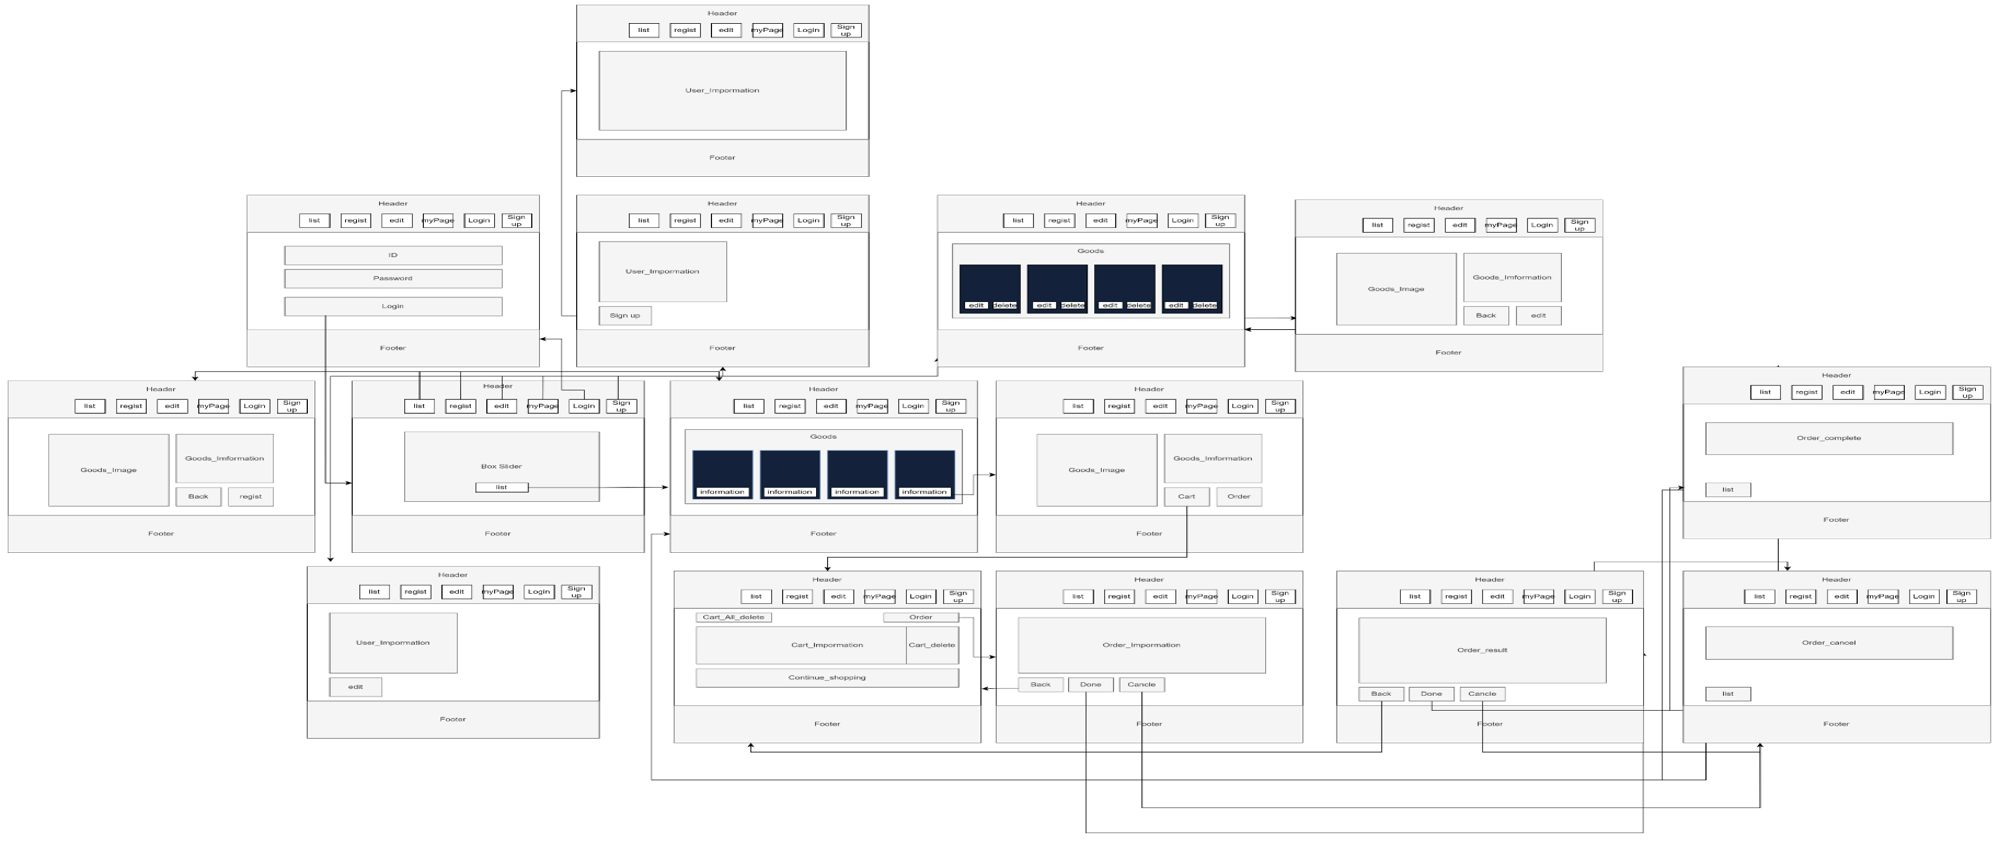 Header
list regist edit myPage Login Sign up
User_Impormation
Footer
Header
list regist edit myPage Login Sign up
ID
Password
Login
Footer
Header
list regist edit myPage Login Sign up
User_Impormation
Sign up
Footer
Header
list regist edit myPage Login Sign up
Goods
edit delete edit delete edit delete edit delete
Footer
Header
list regist edit myPage Login Sign up
Goods_Image
Goods_Imformation
Back edit
Footer
Header
list regist edit myPage Login Sign up
Goods_Image
Goods_Imformation
Back regist
Footer
Header
list regist edit myPage Login Sign up
Box Slider
list
Footer
Header
list regist edit myPage Login Sign up
Goods
information information information information
Footer
Header
list regist edit myPage Login Sign up
Goods_Image
Goods_Imformation
Cart Order
Footer
Header
list regist edit myPage Login Sign up
Order_complete
list
Footer
Header
list regist edit myPage Login Sign up
User_Impormation
edit
Footer
Header
list regist edit myPage Login Sign up
Cart_All_delete Order
Cart_Impormation Cart_delete
Continue_shopping
Footer
Header
list regist edit myPage Login Sign up
Order_Impormation
Back Done Cancle
Footer
Header
list regist edit myPage Login Sign up
Order_result
Back Done Cancle
Footer
Header
list regist edit myPage Login Sign up
Order_cancel
list
Footer